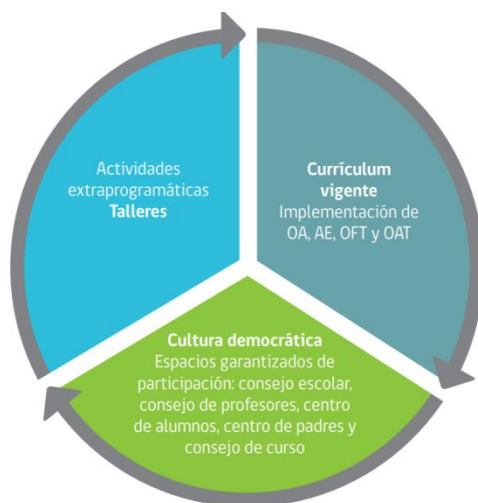 Actividades
extraprogramáticas
Talleres
Currículum
vigente
Implementación de
OA, AE, OFT y OAT
Cultura democrática
Espacios garantizados de
participación: consejo escolar,
consejo de profesores, centro
de alumnos, centro de padres y
consejo de curso